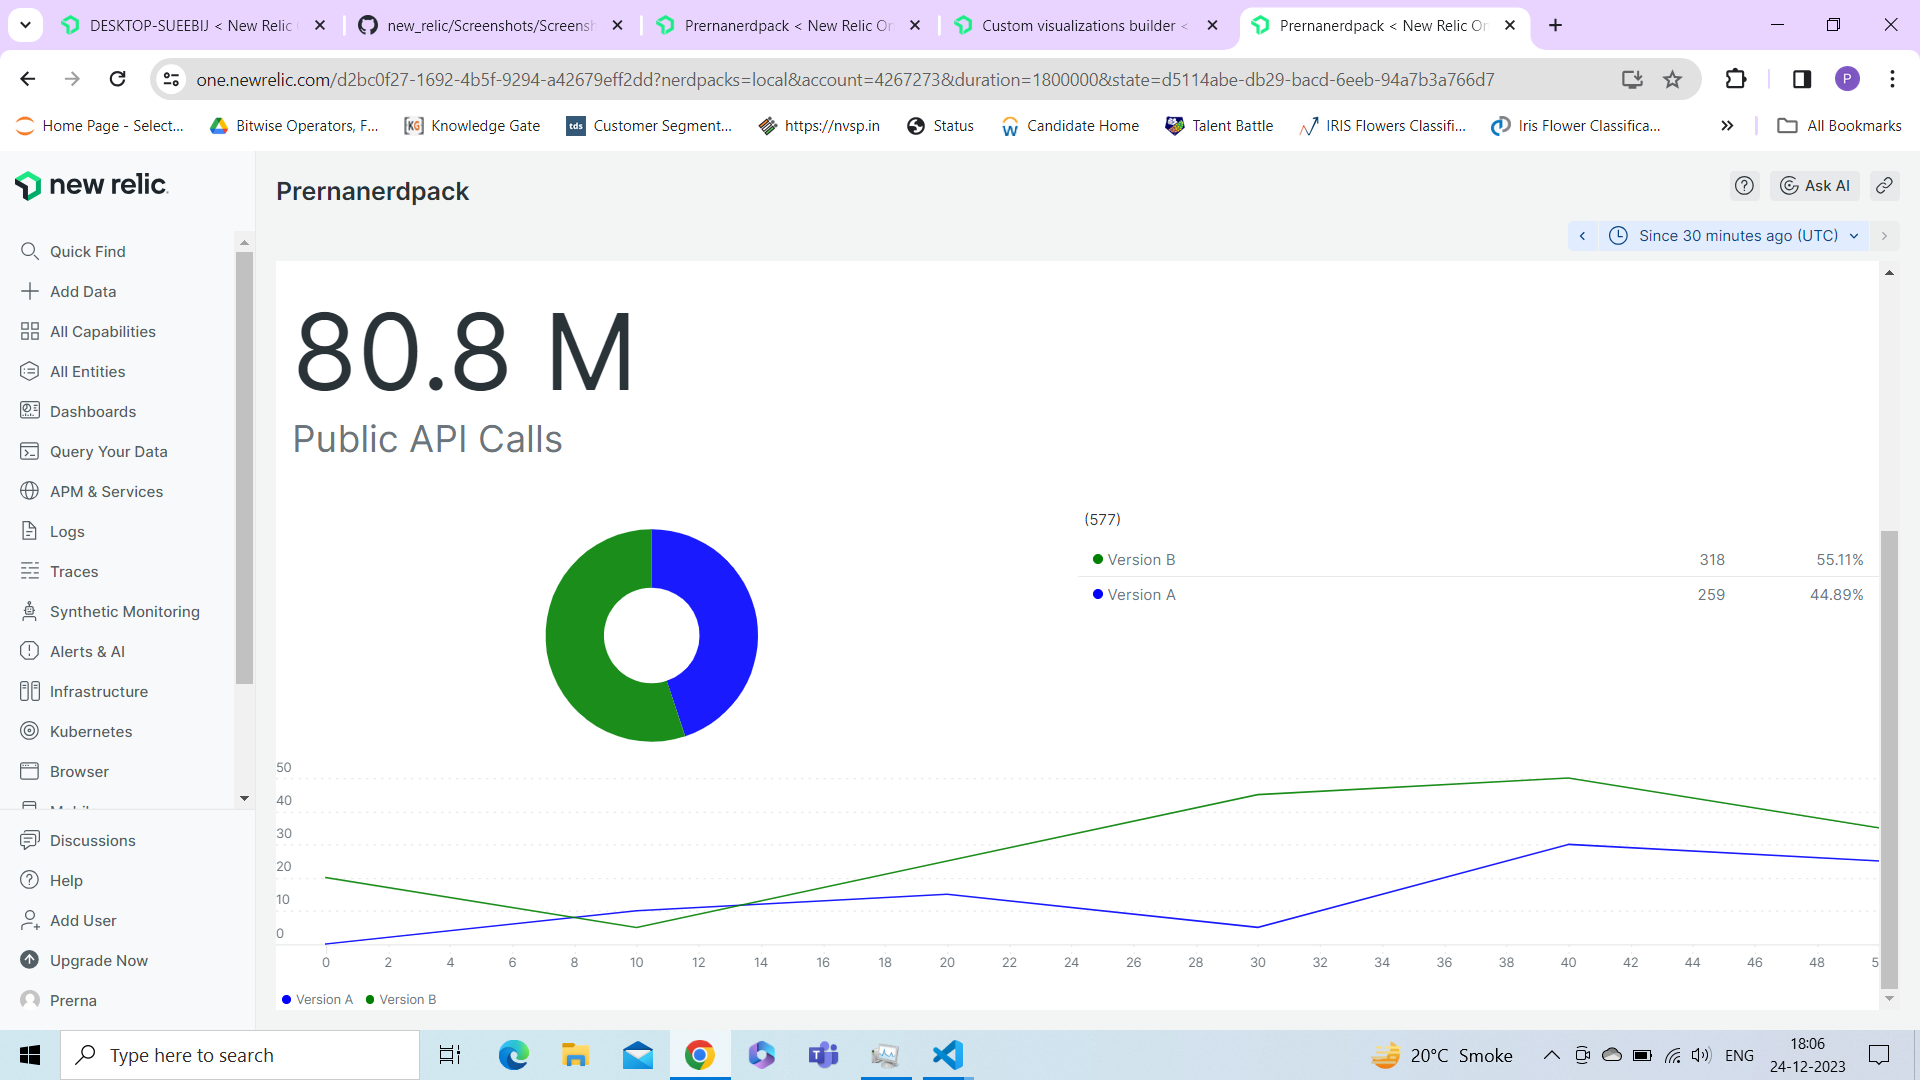 DESKTOP-SUEEBIJ < New Relic
new_relic/Screenshots/Screensh
Prernanerdpack < New Relic On
Custom visualizations builder <
Prernanerdpack < New Relic On
one.newrelic.com/d2bc0f27-1692-4b5f-9294-a42679eff2dd?nerdpacks=local&account=4267273&duration=1800000&state=d5114abe-db29-bacd-6eeb-94a7b3a766d7
P
Home Page - Select...
Bitwise Operators, F...
KG Knowledge Gate
tds Customer Segment...
https://nvsp.in
Status
Candidate Home
Talent Battle
IRIS Flowers Classifi...
Iris Flower Classifica...
All Bookmarks
new relic
Quick Find
Add Data
All Capabilities
All Entities
Dashboards
Query Your Data
APM & Services
Logs
Traces
Synthetic Monitoring
Alerts & AI
Infrastructure
Kubernetes
Browser
Discussions
Help
Add User
Upgrade Now
Prerna
Prernanerdpack
Ask AI
Since 30 minutes ago (UTC)
80.8 M
Public API Calls
(577)
Version B 318 55.11%
Version A 259 44.89%
50
40
30
20
10
0
0 2 4 6 8 10 12 14 16 18 20 22 24 26 28 30 32 34 36 38 40 42 44 46 48 5
Version A Version B
Type here to search
20°C Smoke
ENG
18:06
24-12-2023